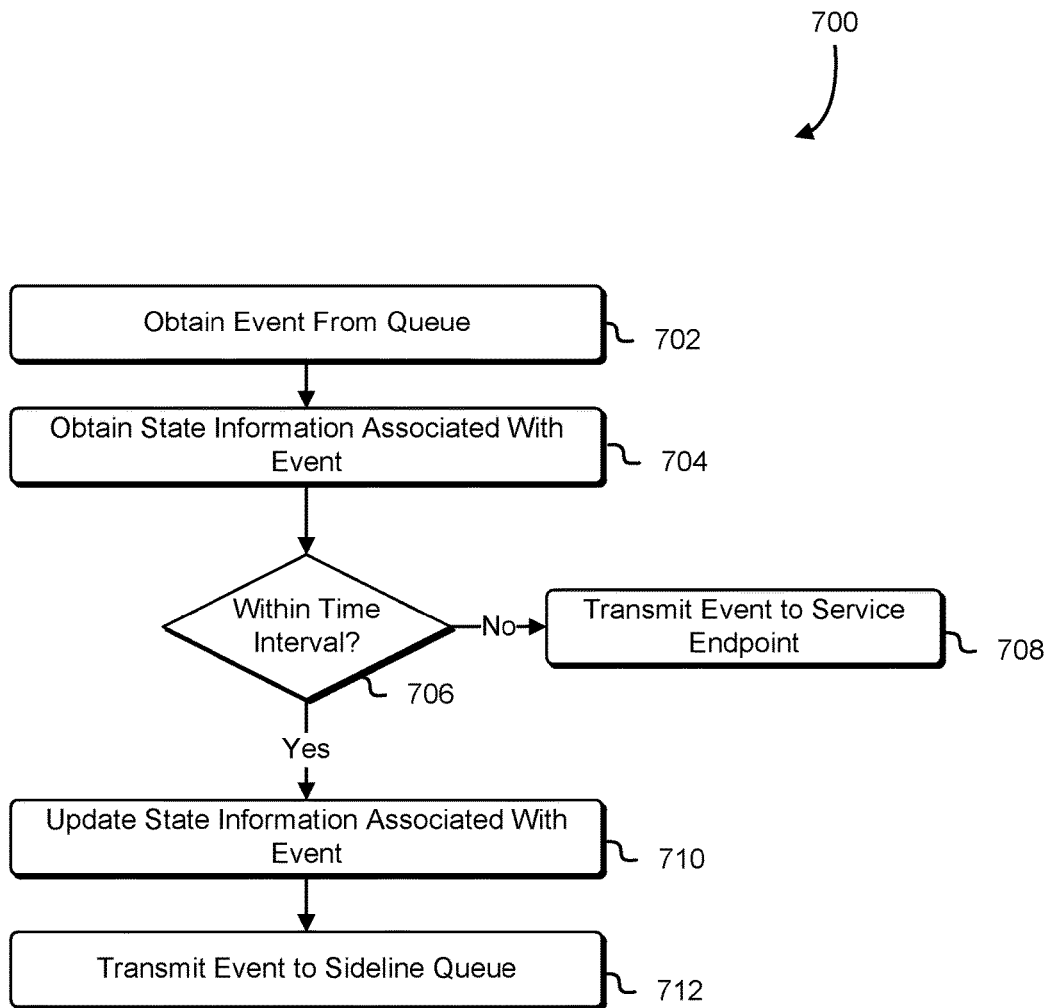 700
Obtain Event From Queue
702
Obtain State Information Associated With
Event
704
Within Time
Interval?
706
No
Transmit Event to Service
Endpoint
708
Yes
Update State Information Associated With
Event
710
Transmit Event to Sideline Queue
712